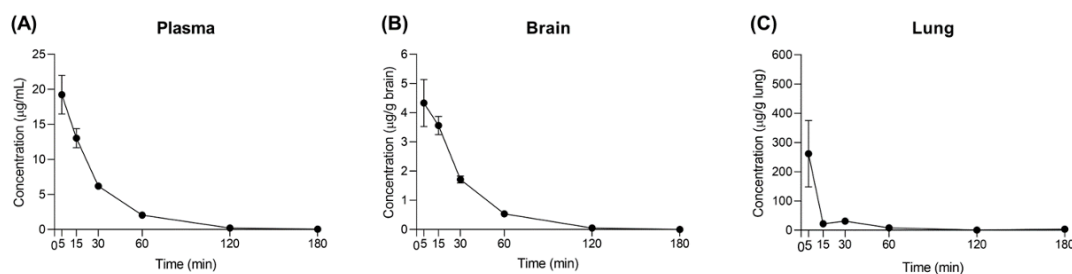 (A) Plasma
Concentration (μg/mL)
25
20
15
10
5
0
0 5 15 30 60 120 180
Time (min)
(B) Brain
Concentration (μg/g brain)
6
5
4
3
2
1
0
0 5 15 30 60 120 180
Time (min)
(C) Lung
Concentration (μg/g lung)
600
500
400
300
200
100
0
0 5 15 30 60 120 180
Time (min)